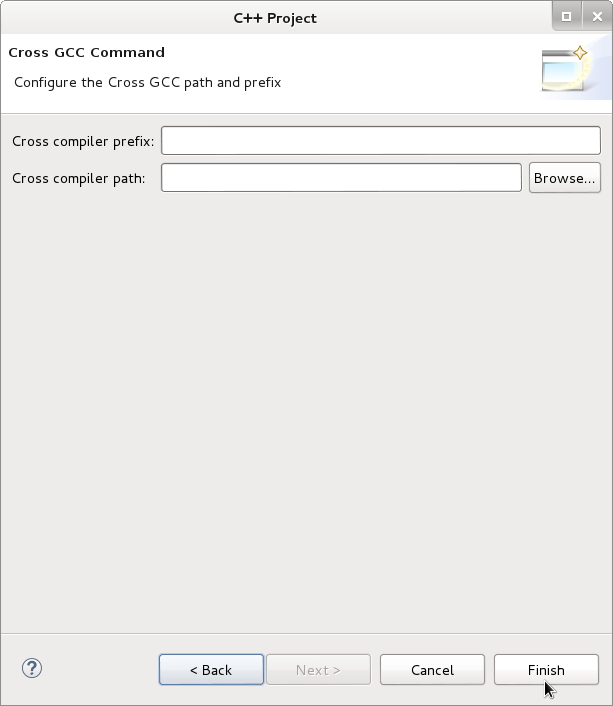 C++ Project
Cross GCC Command
Configure the Cross GCC path and prefix
Cross compiler prefix:
Cross compiler path:
Browse...
?
< Back
Next >
Cancel
Finish